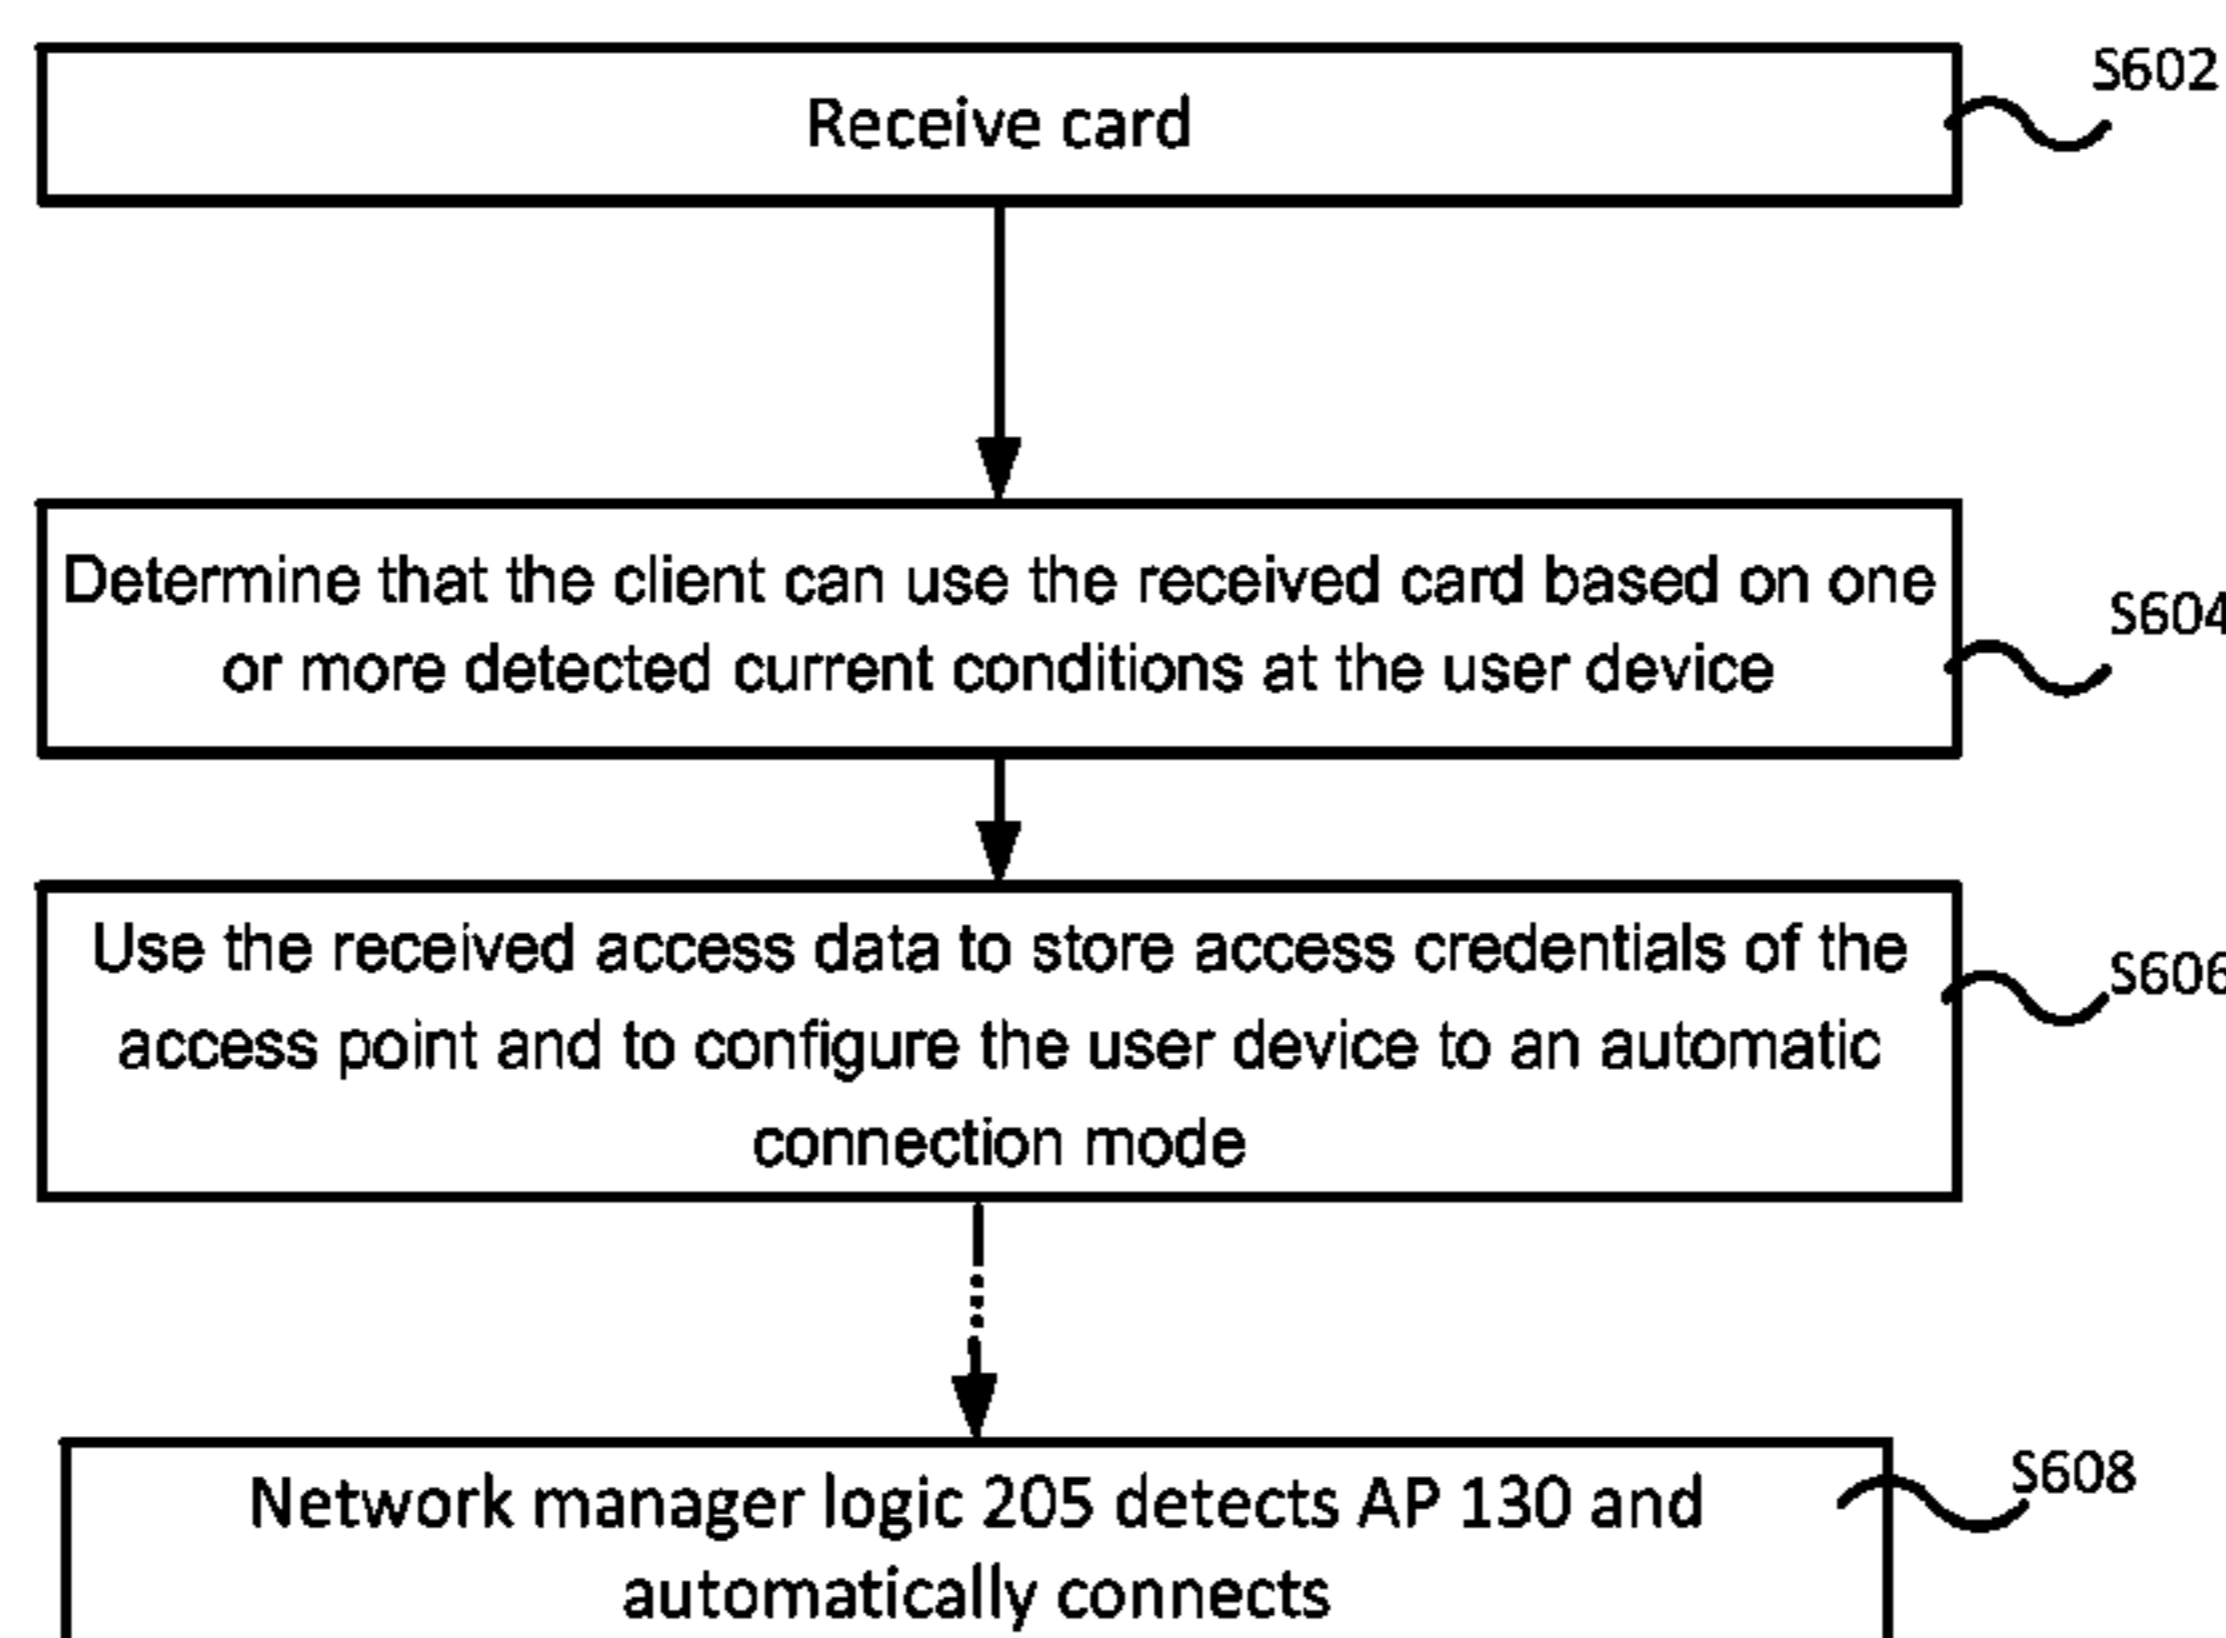 Receive card
S602
Determine that the client can use the received card based on one
or more detected current conditions at the user device
S604
Use the received access data to store access credentials of the
access point and to configure the user device to an automatic
connection mode
S606
Network manager logic 205 detects AP 130 and
automatically connects
S608